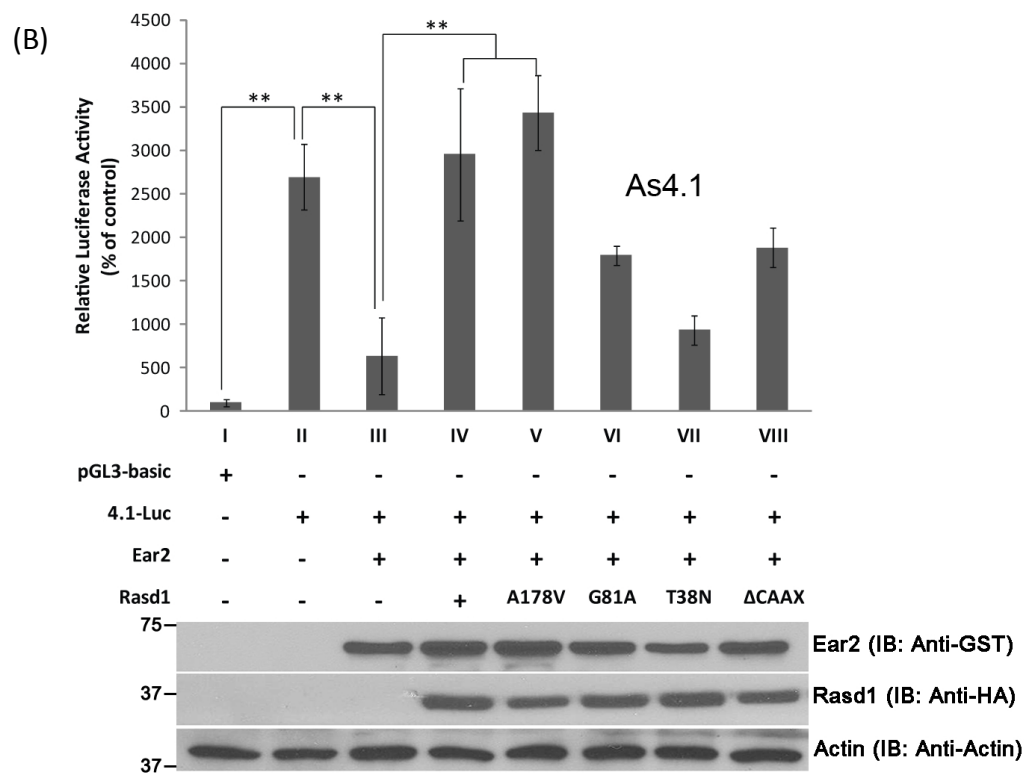 (B)
Relative Luciferase Activity
(% of control)
4500
4000
3500
3000
2500
2000
1500
1000
500
0
**
**
**
As4.1
I II III IV V VI VII VIII
pGL3-basic + - - - - - - -
4.1-Luc - + + + + + + +
Ear2 - - + + + + + +
Rasd1 - - - + A178V G81A T38N ΔCAAX
75
Ear2 (IB: Anti-GST)
37
Rasd1 (IB: Anti-HA)
Actin (IB: Anti-Actin)
37